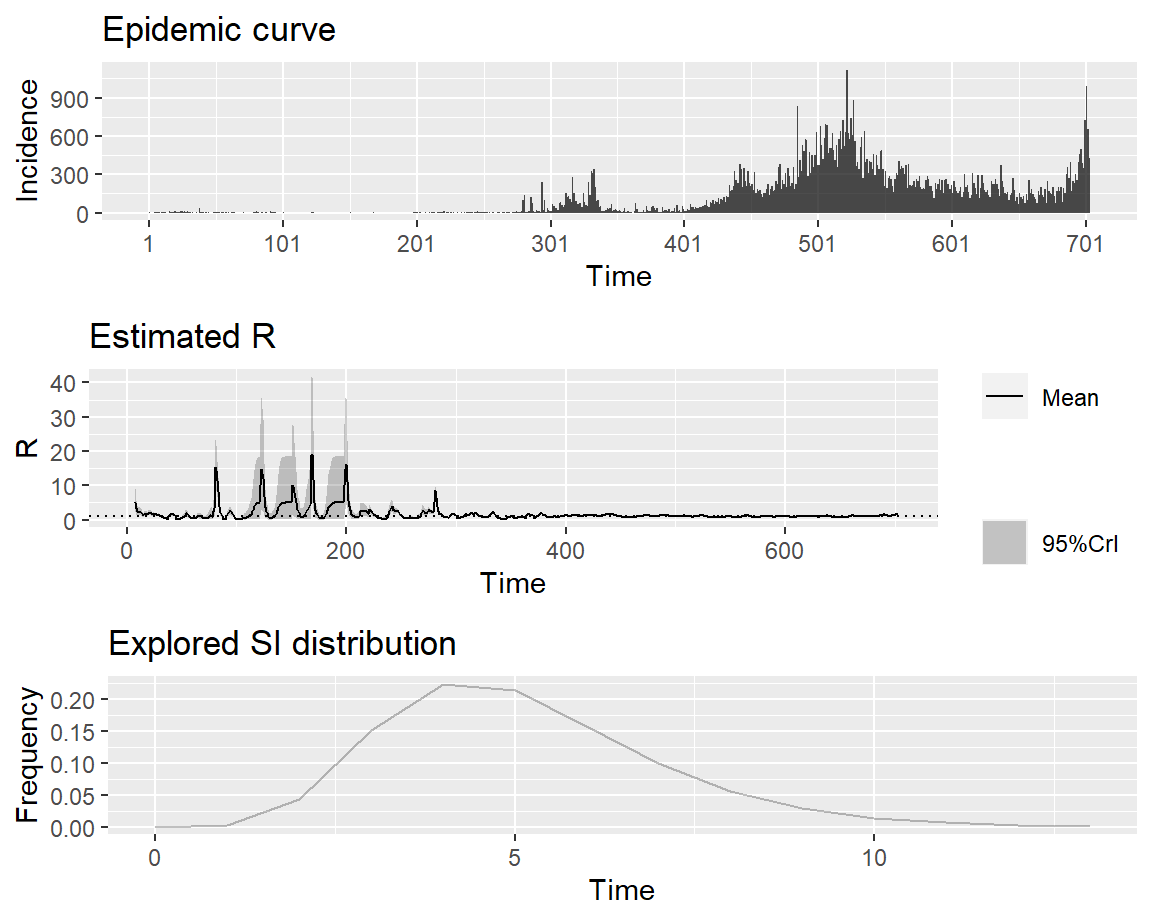 Epidemic curve
Incidence
900
600
300
0
1 101 201 301 401 501 601 701
Time
Estimated R
R
40
30
20
10
0
0 200 400 600
Time
Mean
95%CrI
Explored SI distribution
Frequency
0.20
0.15
0.10
0.05
0.00
0 5 10
Time